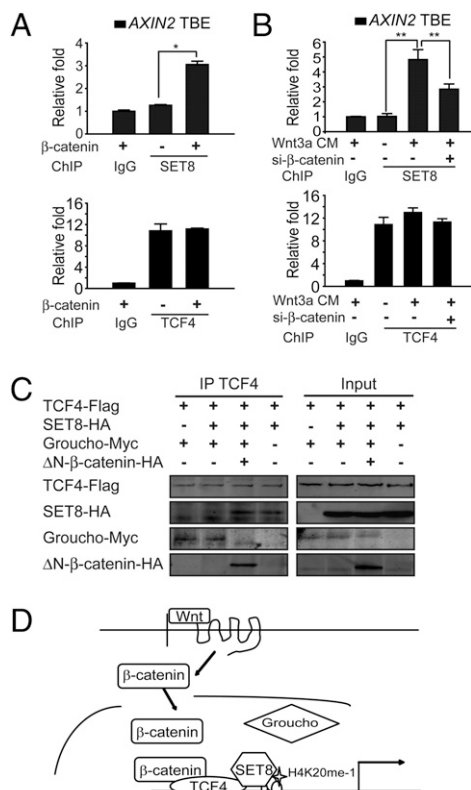 A
B
AXIN2 TBE
Relative fold
4
3
2
1
0
β-catenin + - +
ChIP IgG SET8
Relative fold
16
12
8
4
0
β-catenin + - +
ChIP IgG TCF4
AXIN2 TBE
Relative fold
6
5
4
3
2
1
0
Wnt3a CM + - + +
si-β-catenin - - - +
ChIP IgG SET8
* ** **
Relative fold
16
12
8
4
0
Wnt3a CM + - + +
si-β-catenin - - - +
ChIP IgG TCF4
C
IP TCF4 Input
TCF4-Flag + + + + + + + +
SET8-HA - + + + - + + +
Groucho-Myc + + + - + + + -
ΔN-β-catenin-HA - - + - - - + -
TCF4-Flag
SET8-HA
Groucho-Myc
ΔN-β-catenin-HA
D
Wnt
β-catenin
β-catenin
Groucho
β-catenin
SET8
H4K20me-1
TCF4